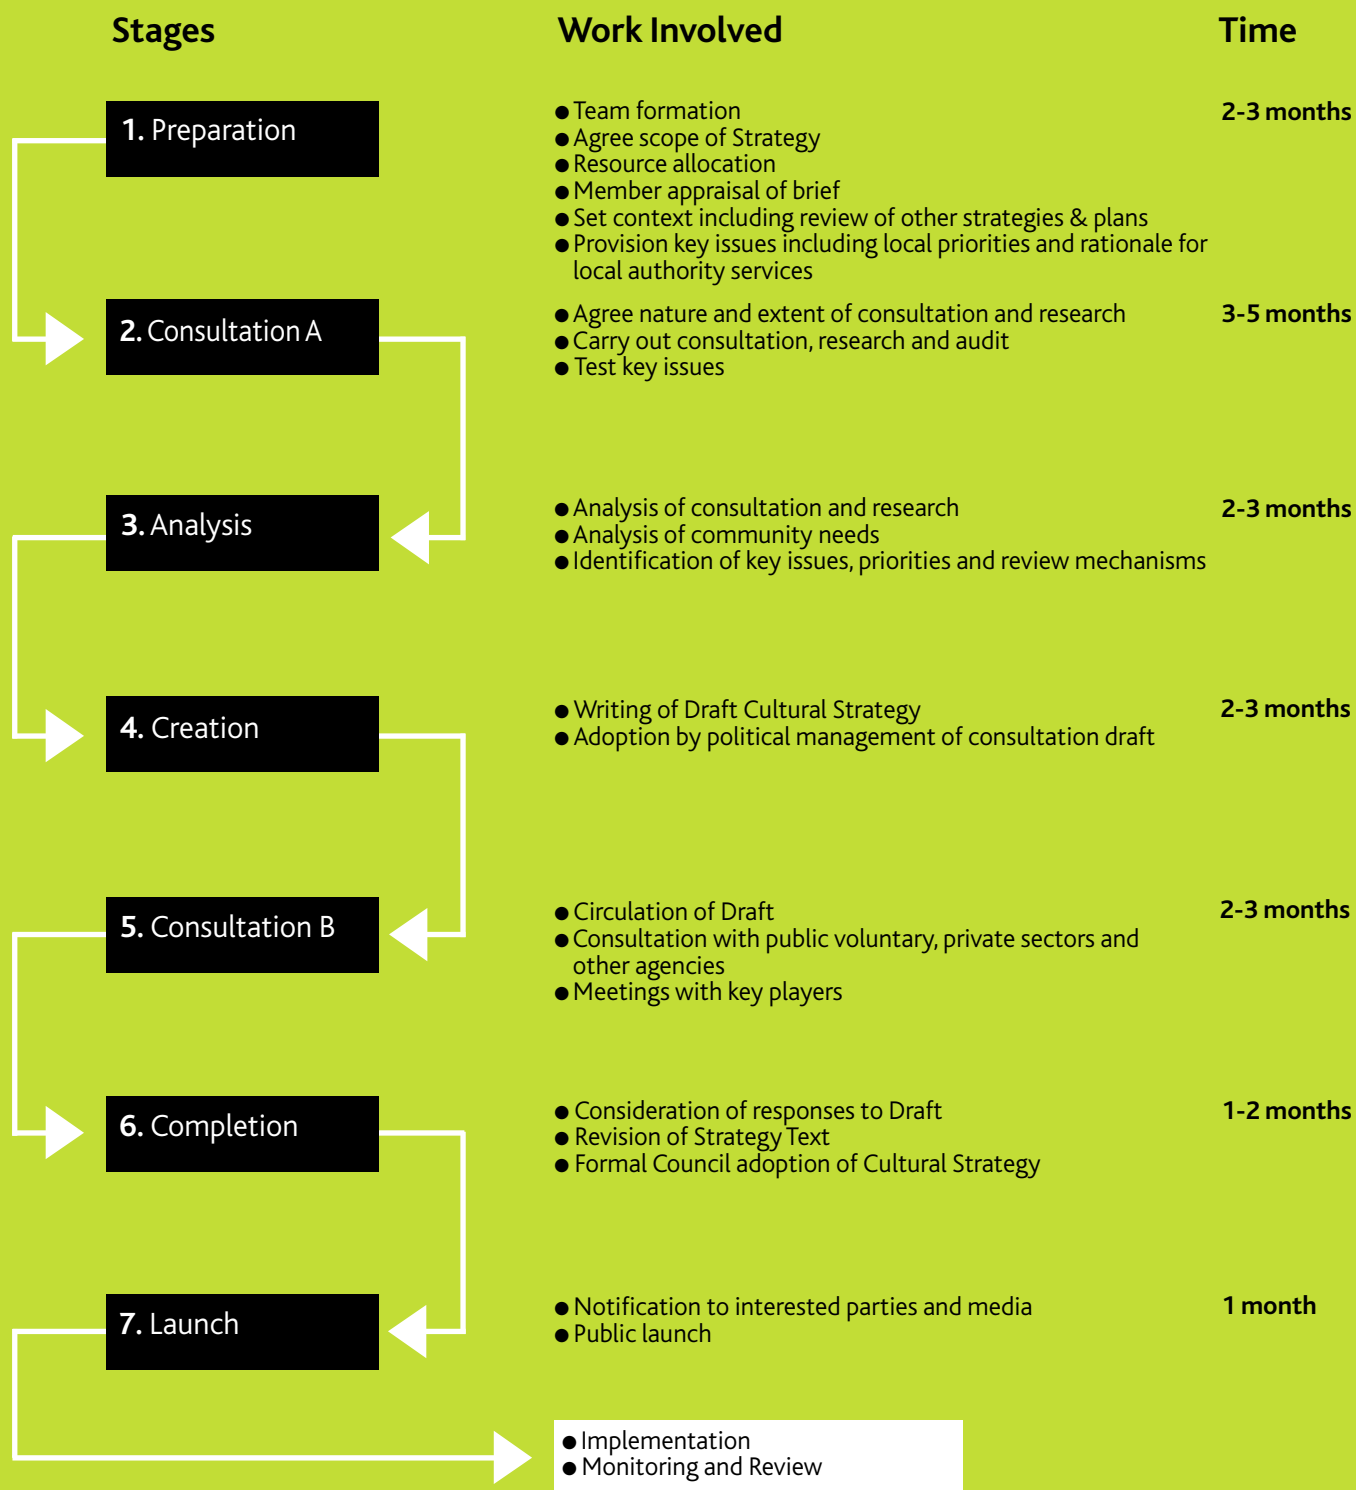 Stages Work Involved Time
1. Preparation
● Team formation 2-3 months
● Agree scope of Strategy
● Resource allocation
● Member appraisal of brief
● Set context including review of other strategies & plans
● Provision key issues including local priorities and rationale for
local authority services
2. Consultation A
● Agree nature and extent of consultation and research 3-5 months
● Carry out consultation, research and audit
● Test key issues
3. Analysis
● Analysis of consultation and research 2-3 months
● Analysis of community needs
● Identification of key issues, priorities and review mechanisms
4. Creation
● Writing of Draft Cultural Strategy 2-3 months
● Adoption by political management of consultation draft
5. Consultation B
● Circulation of Draft 2-3 months
● Consultation with public voluntary, private sectors and
other agencies
● Meetings with key players
6. Completion
● Consideration of responses to Draft 1-2 months
● Revision of Strategy Text
● Formal Council adoption of Cultural Strategy
7. Launch
● Notification to interested parties and media 1 month
● Public launch
● Implementation
● Monitoring and Review